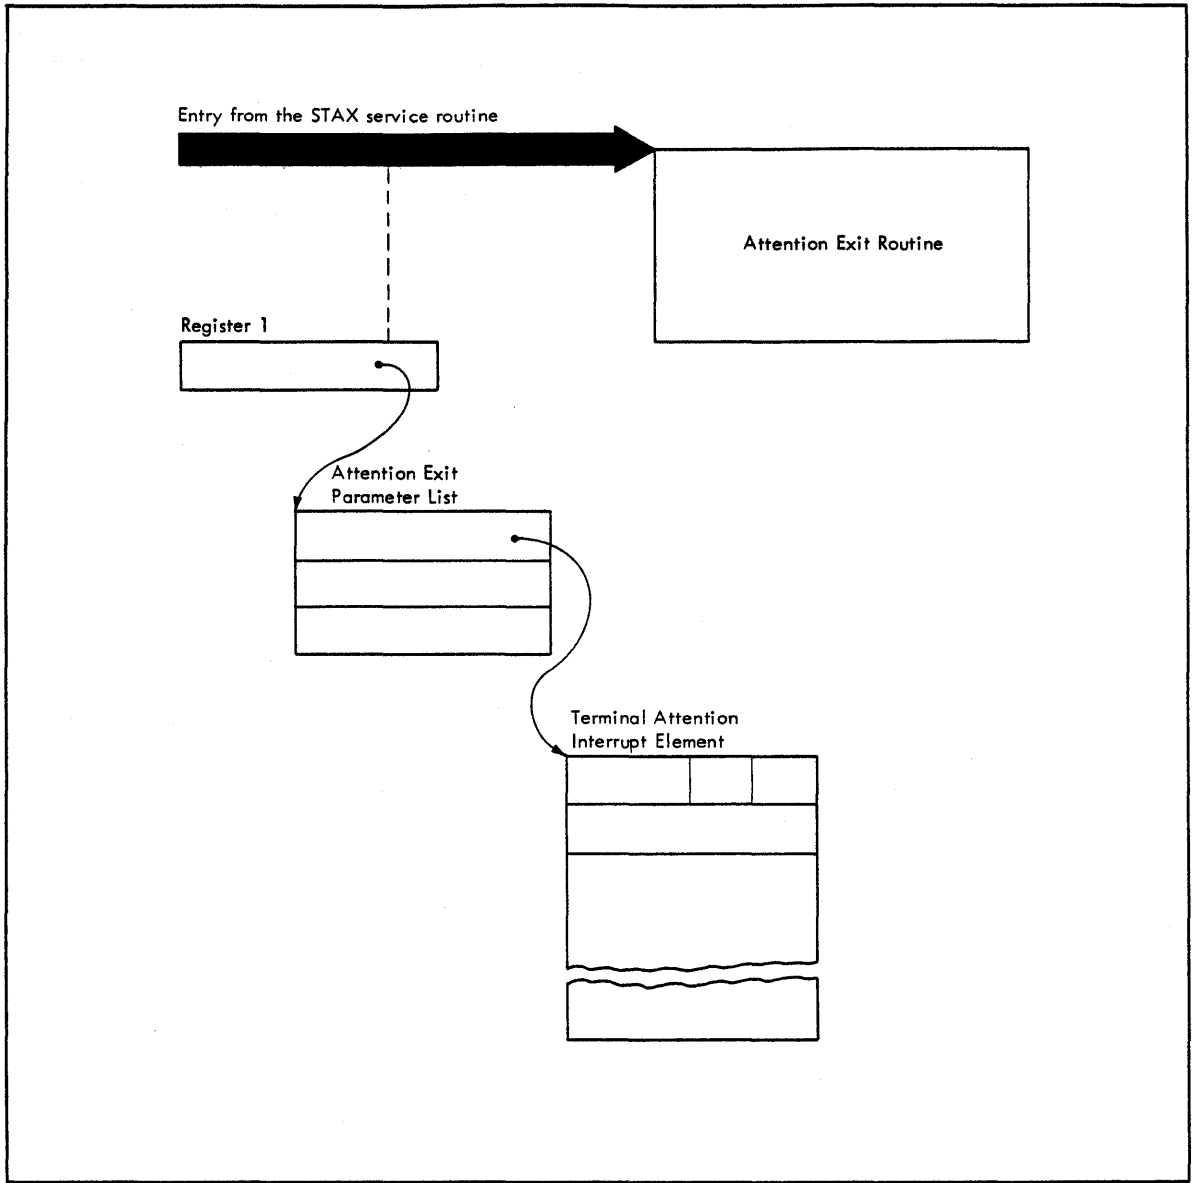 Entry from the STAX service routine
Attention Exit Routine
Register 1
Attention Exit
Parameter List
Terminal Attention
Interrupt Element